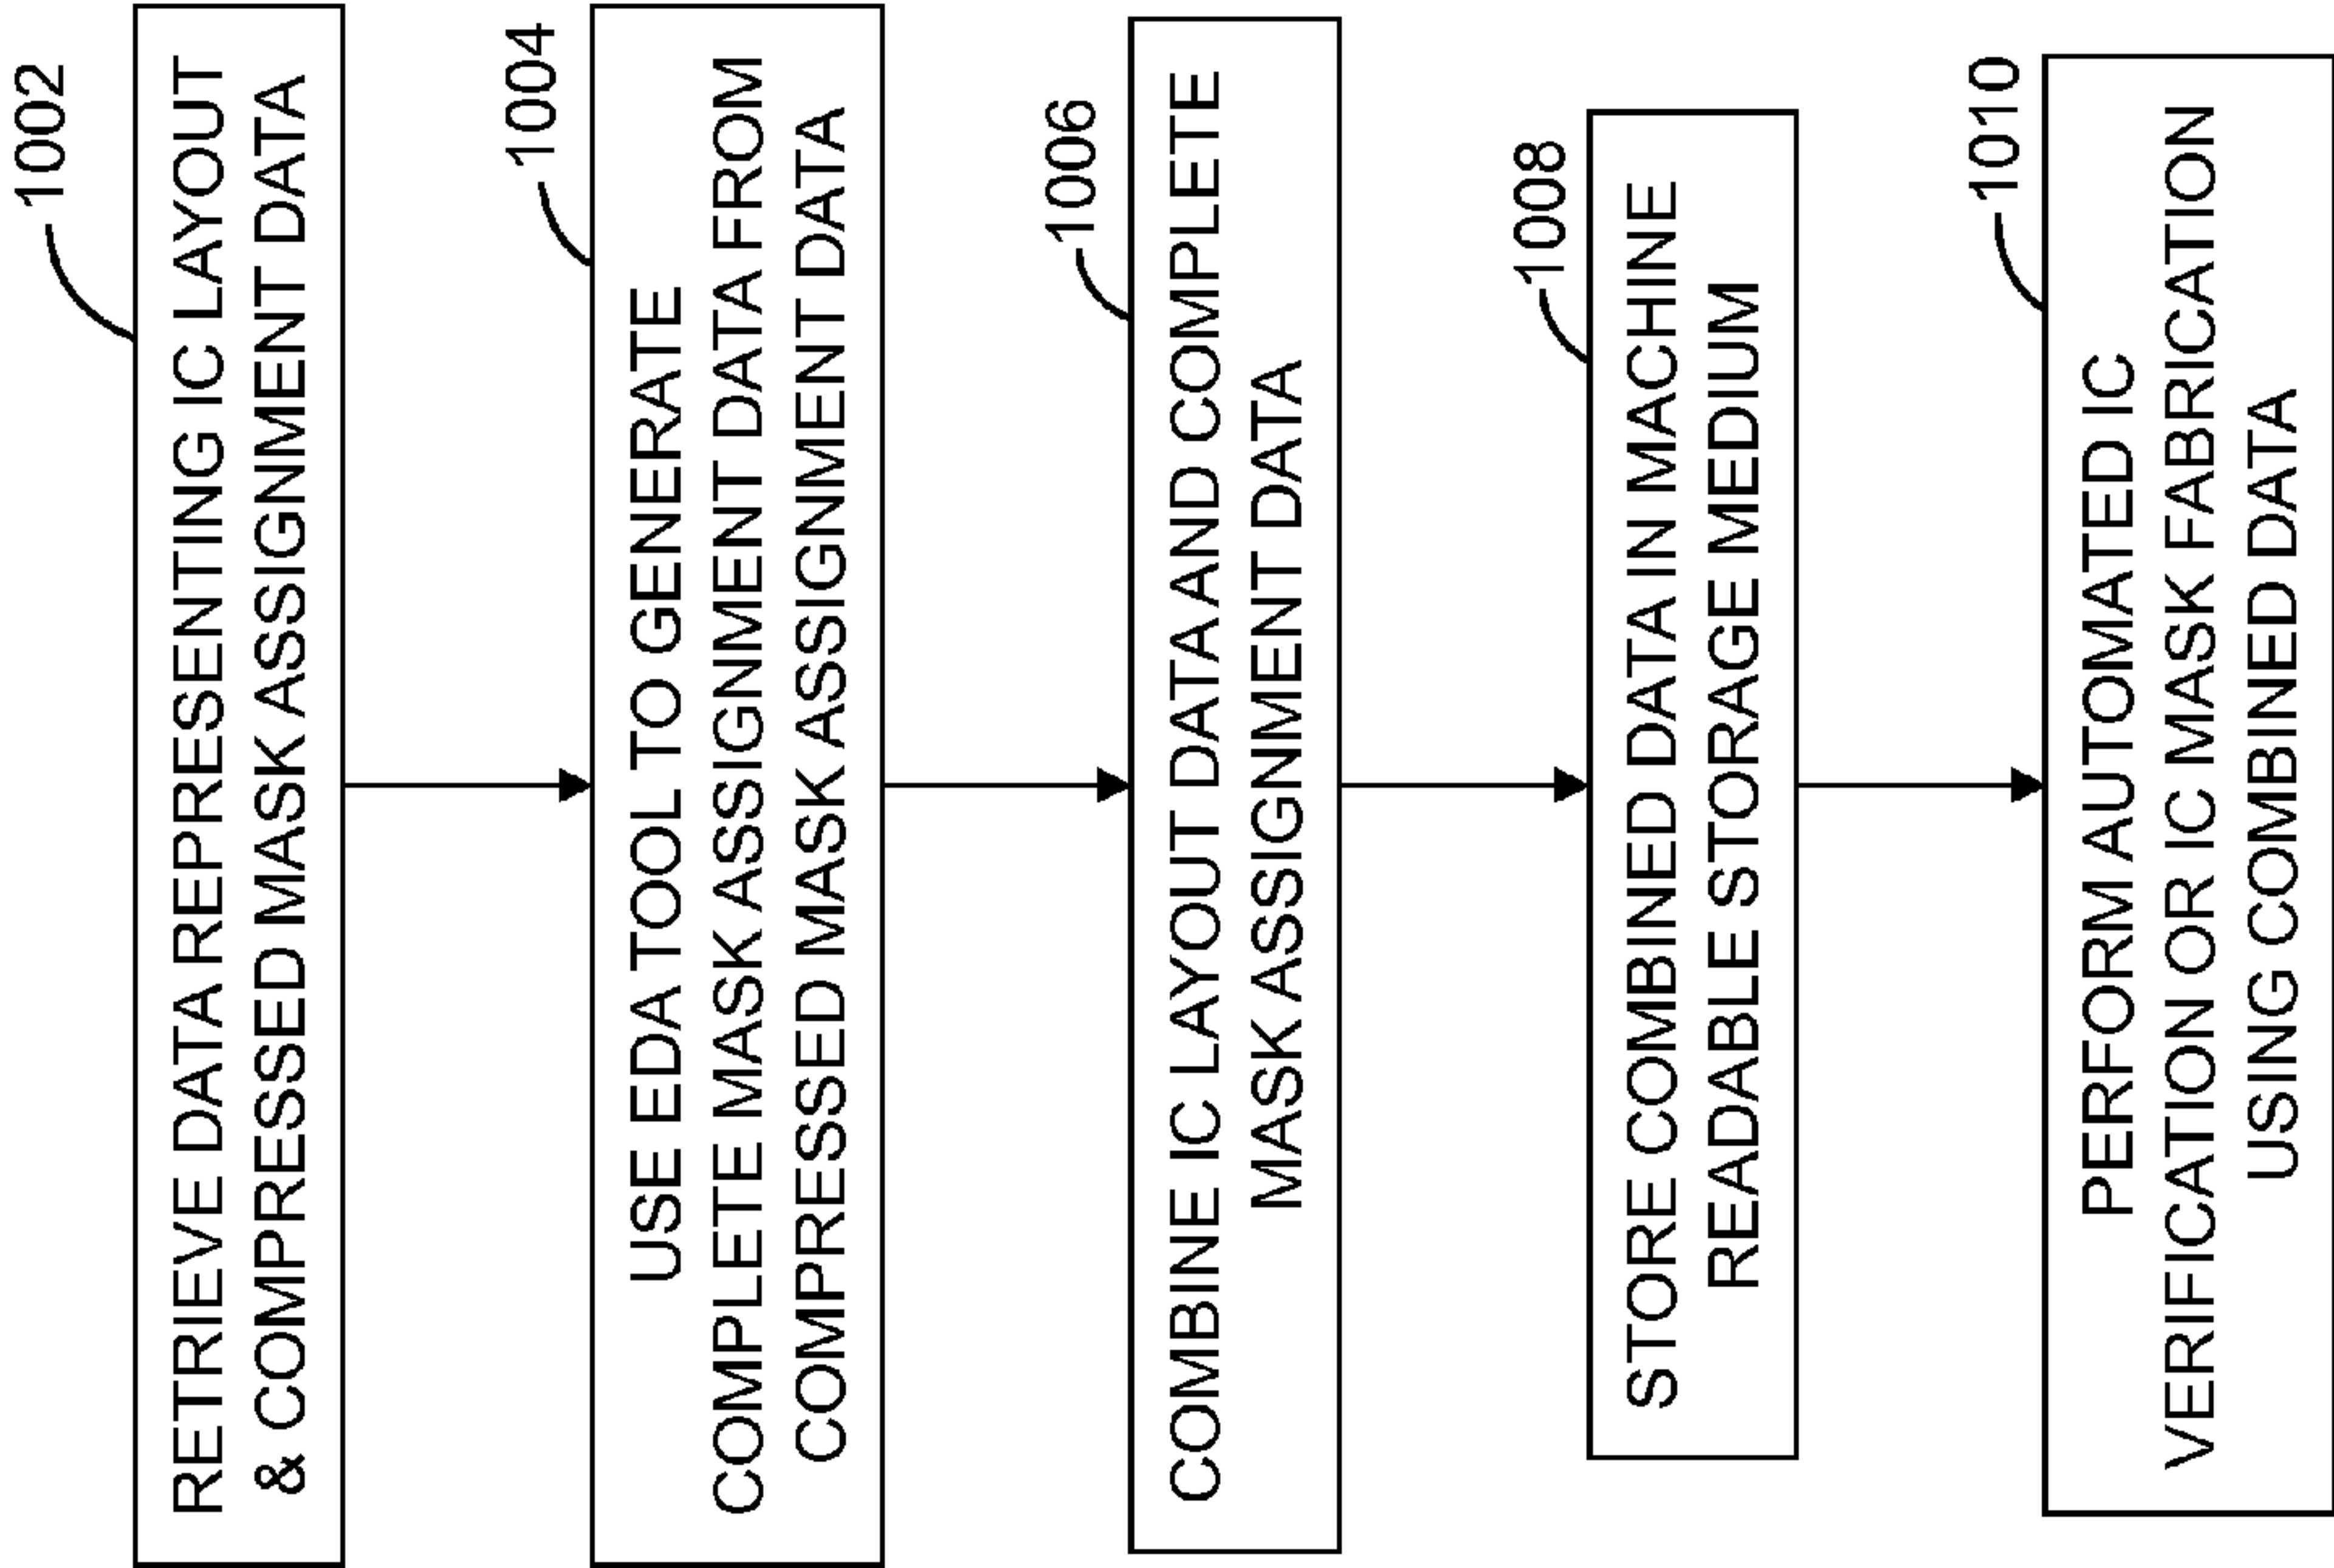 1002
RETRIEVE DATA REPRESENTING IC LAYOUT
& COMPRESSED MASK ASSIGNMENT DATA
1004
USE EDA TOOL TO GENERATE
COMPLETE MASK ASSIGNMENT DATA FROM
COMPRESSED MASK ASSIGNMENT DATA
1006
COMBINE IC LAYOUT DATA AND COMPLETE
MASK ASSIGNMENT DATA
1008
STORE COMBINED DATA IN MACHINE
READABLE STORAGE MEDIUM
1010
PERFORM AUTOMATED IC
VERIFICATION OR IC MASK FABRICATION
USING COMBINED DATA